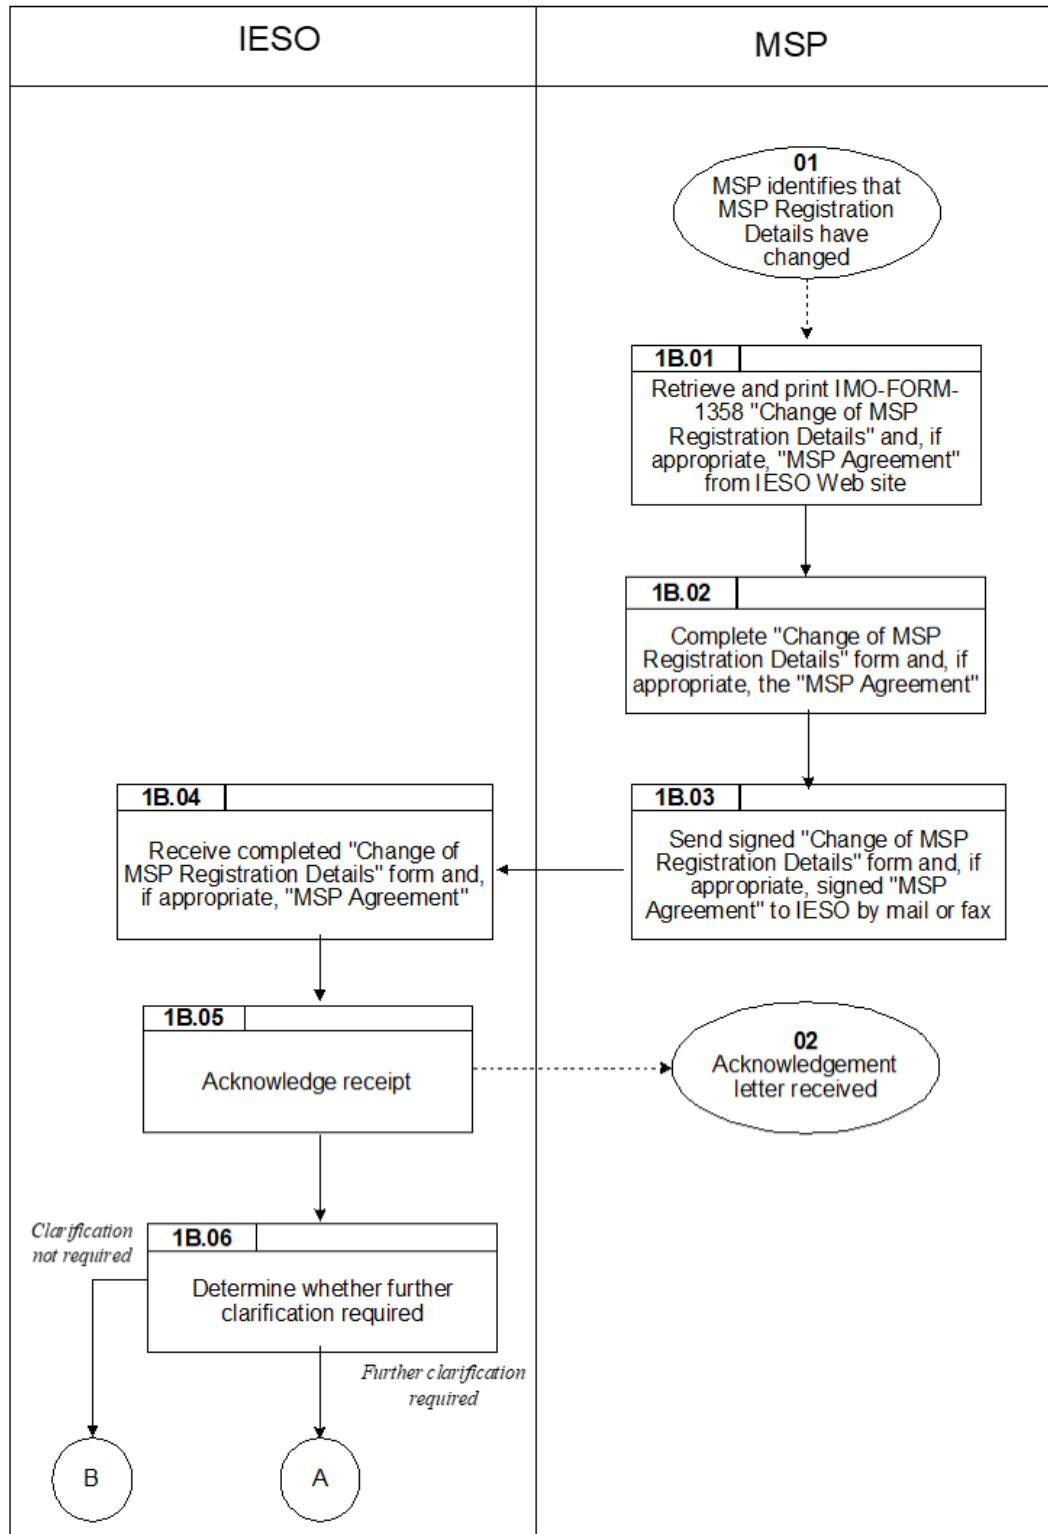 IESO
MSP
01
MSP identifies that
MSP Registration
Details have
changed
1B.01
Retrieve and print IMO-FORM-
1358 "Change of MSP
Registration Details" and, if
appropriate, "MSP Agreement"
from IESO Web site
1B.02
Complete "Change of MSP
Registration Details" form and, if
appropriate, the "MSP Agreement"
1B.03
Send signed "Change of MSP
Registration Details" form and, if
appropriate, signed "MSP
Agreement" to IESO by mail or fax
1B.04
Receive completed "Change of
MSP Registration Details" form and,
if appropriate, "MSP Agreement"
1B.05
Acknowledge receipt
02
Acknowledgement
letter received
1B.06
Determine whether further
clarification required
Clarification
not required
Further clarification
required
B
A